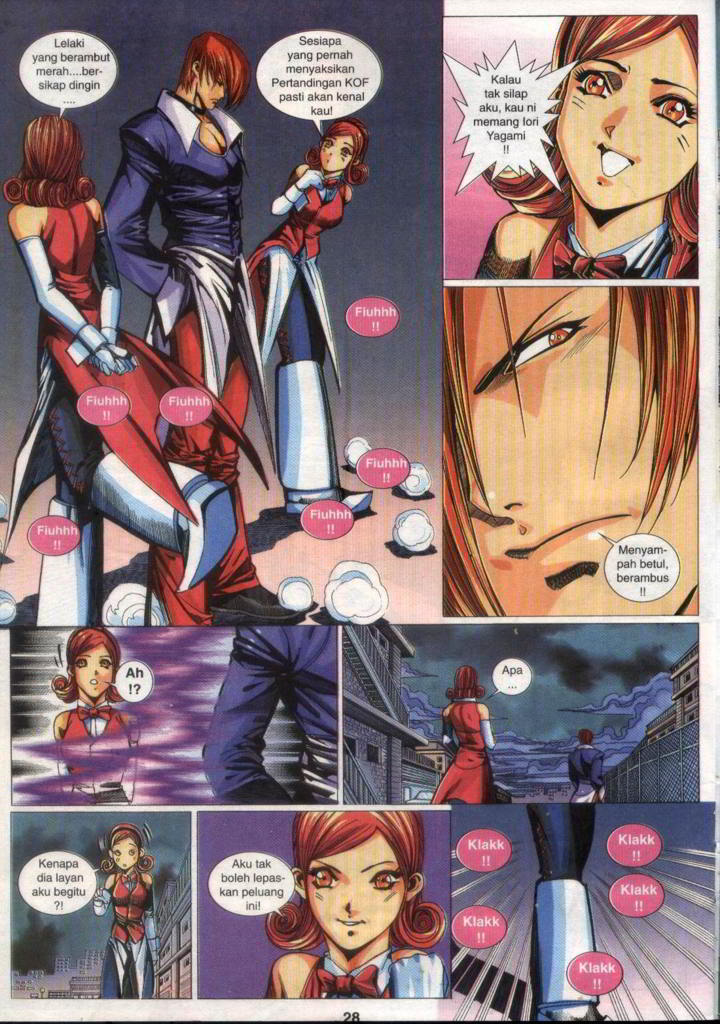 Lelaki
yang berambut
merah....ber-
sikap dingin
....
Sesiapa
yang pernah
menyaksikan
Pertandingan KOF
pasti akan kenal
kau!
Fiuhhh
!!
Fiuhhh
!!
Fiuhhh
!!
Fiuhhh
!!
Fiuhhh
!!
Fiuhhh
!!
Kalau
tak silap
aku, kau ni
memang Iori
Yagami
!!
Menyam-
pah betul,
berambus
!!
Ah
!?
Apa
...
Kenapa
dia layan
aku begitu
?!
Aku tak
boleh lepas-
kan peluang
ini!
Klakk
!!
Klakk
!!
Klakk
!!
Klakk
!!
Klakk
!!
28